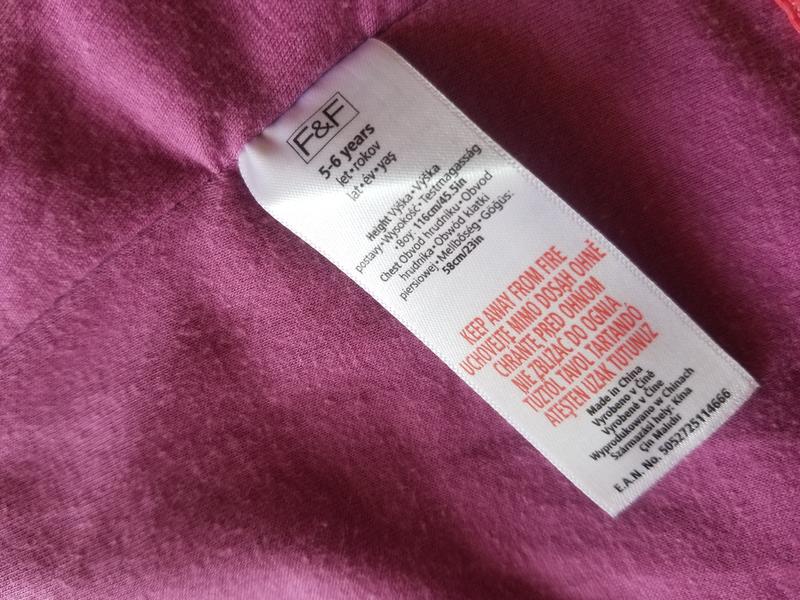 F&F
5-6 years
let•rokov
lat•év•yaş
Height Výška•Výška
postavy•Wysokość•Testmagasság
•Boy: 116cm/45.5in
Chest Obvod hrudníku•Obvod
hrudníka•Obwód klatki
piersiowej•Mellbőség•Göğüs:
58cm/23in
KEEP AWAY FROM FIRE
UCHOVEJTE MIMO DOSAH OHNĚ
CHRÁŇTE PRED OHŇOM
NIE ZBLIŻAĆ DO OGNIA
TŰZTŐL TÁVOL TARTANDÓ
ATEŞTEN UZAK TUTUNUZ
Made in China
Vyrobeno v Číně
Vyrobené v Číne
Wyprodukowano w Chinach
Származási hely: Kína
Çin Malıdır
E.A.N. No. 5052725114666